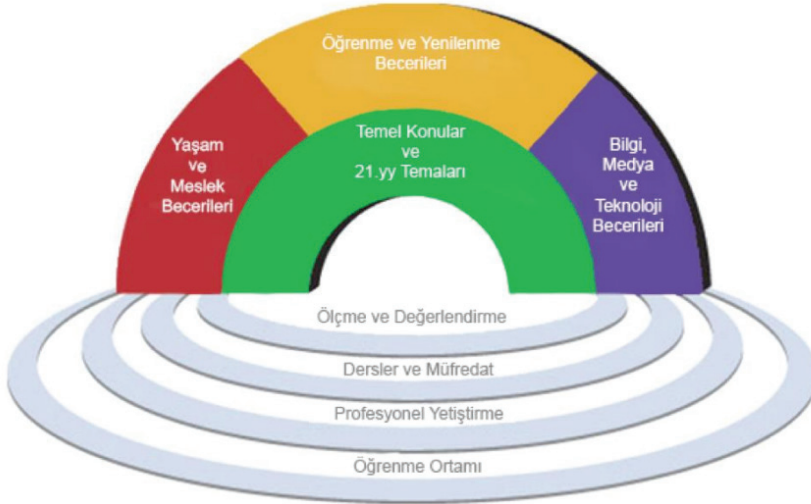 Öğrenme ve Yenilenme
Becerileri
Temel Konular
ve
21.yy Temaları
Yaşam
ve
Meslek
Becerileri
Bilgi,
Medya
ve
Teknoloji
Becerileri
Ölçme ve Değerlendirme
Dersler ve Müfredat
Profesyonel Yetiştirme
Öğrenme Ortamı